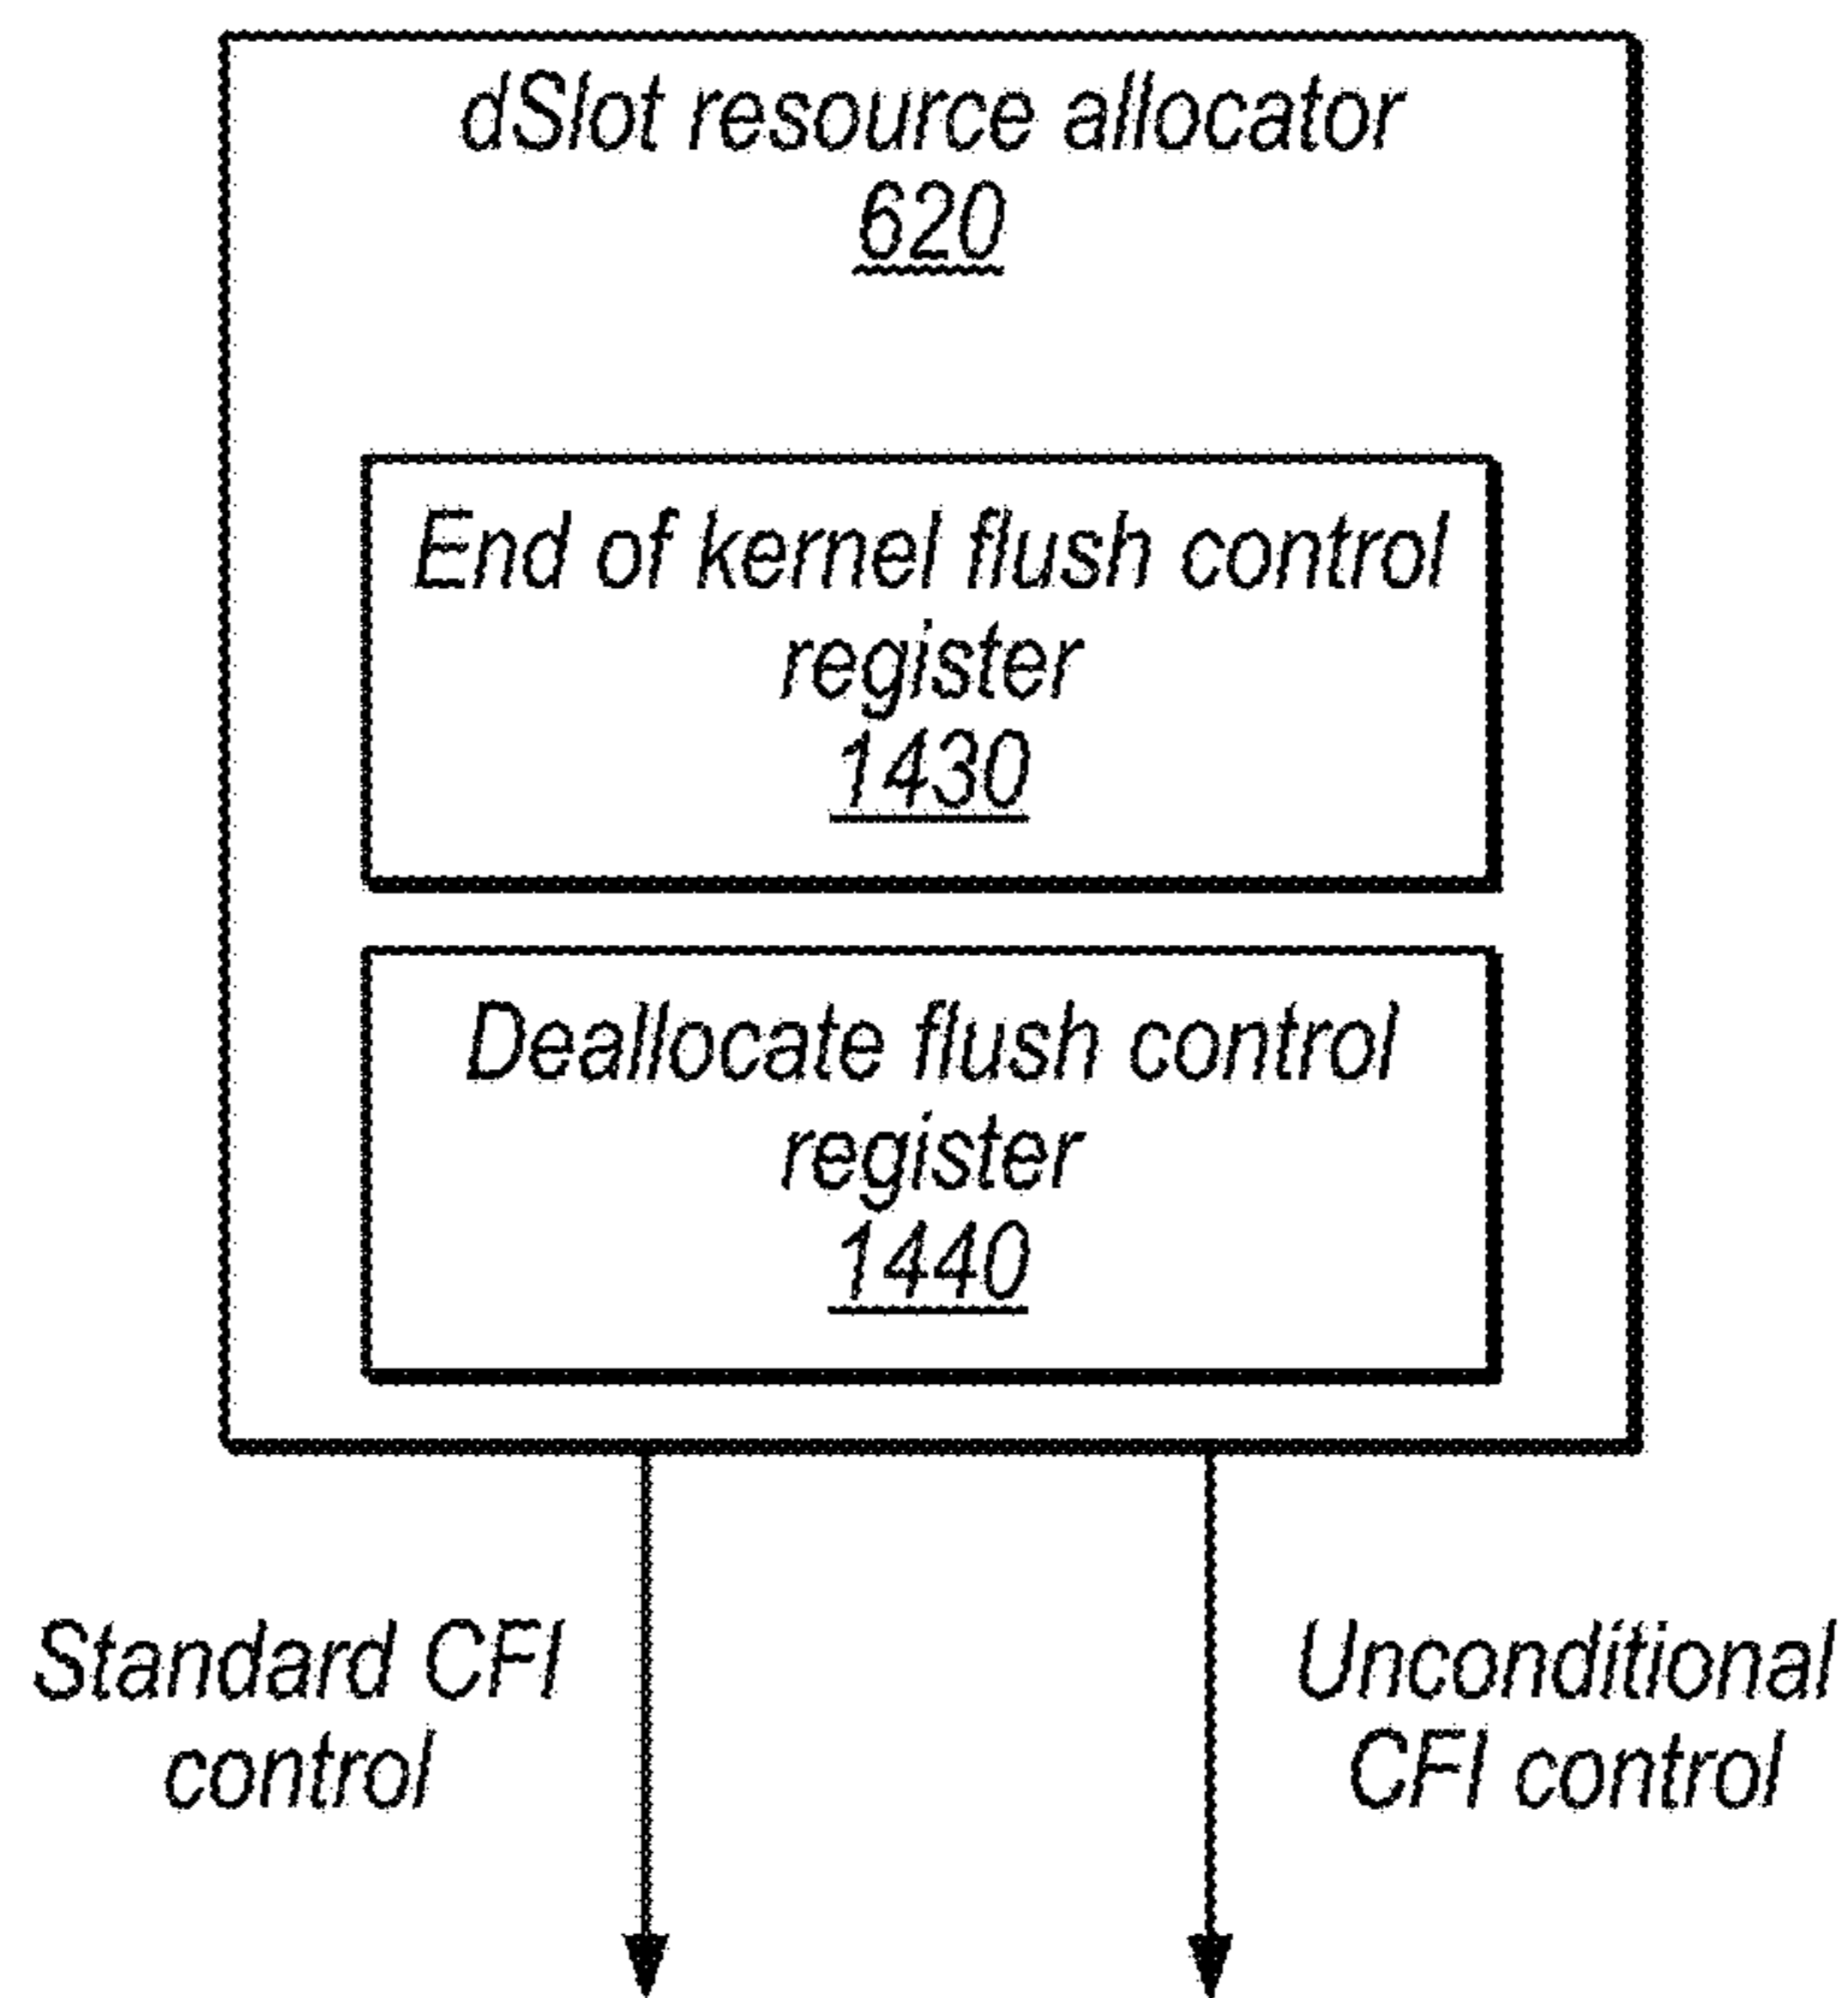 dSlot resource allocator
620
End of kernel flush control
register
1430
Deallocate flush control
register
1440
Standard CFI
control
Unconditional
CFI control